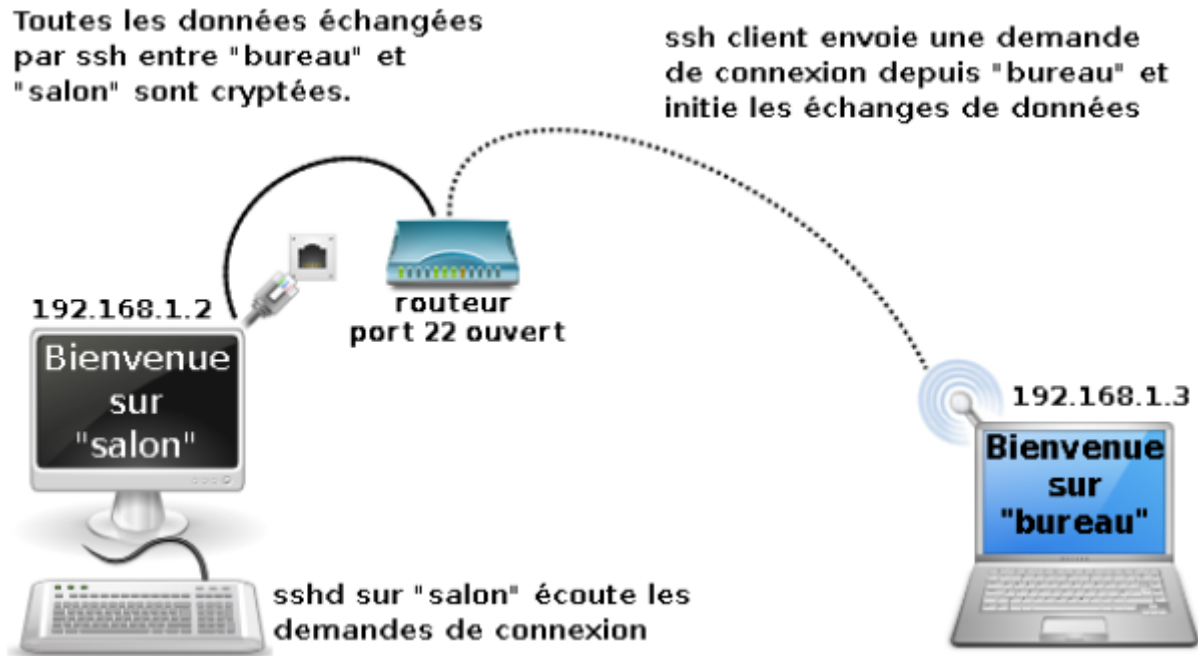 Toutes les données échangées
par ssh entre "bureau" et
"salon" sont cryptées.
ssh client envoie une demande
de connexion depuis "bureau" et
initie les échanges de données
routeur
port 22 ouvert
192.168.1.2
Bienvenue
sur
"salon"
192.168.1.3
Bienvenue
sur
"bureau"
sshd sur "salon" écoute les
demandes de connexion